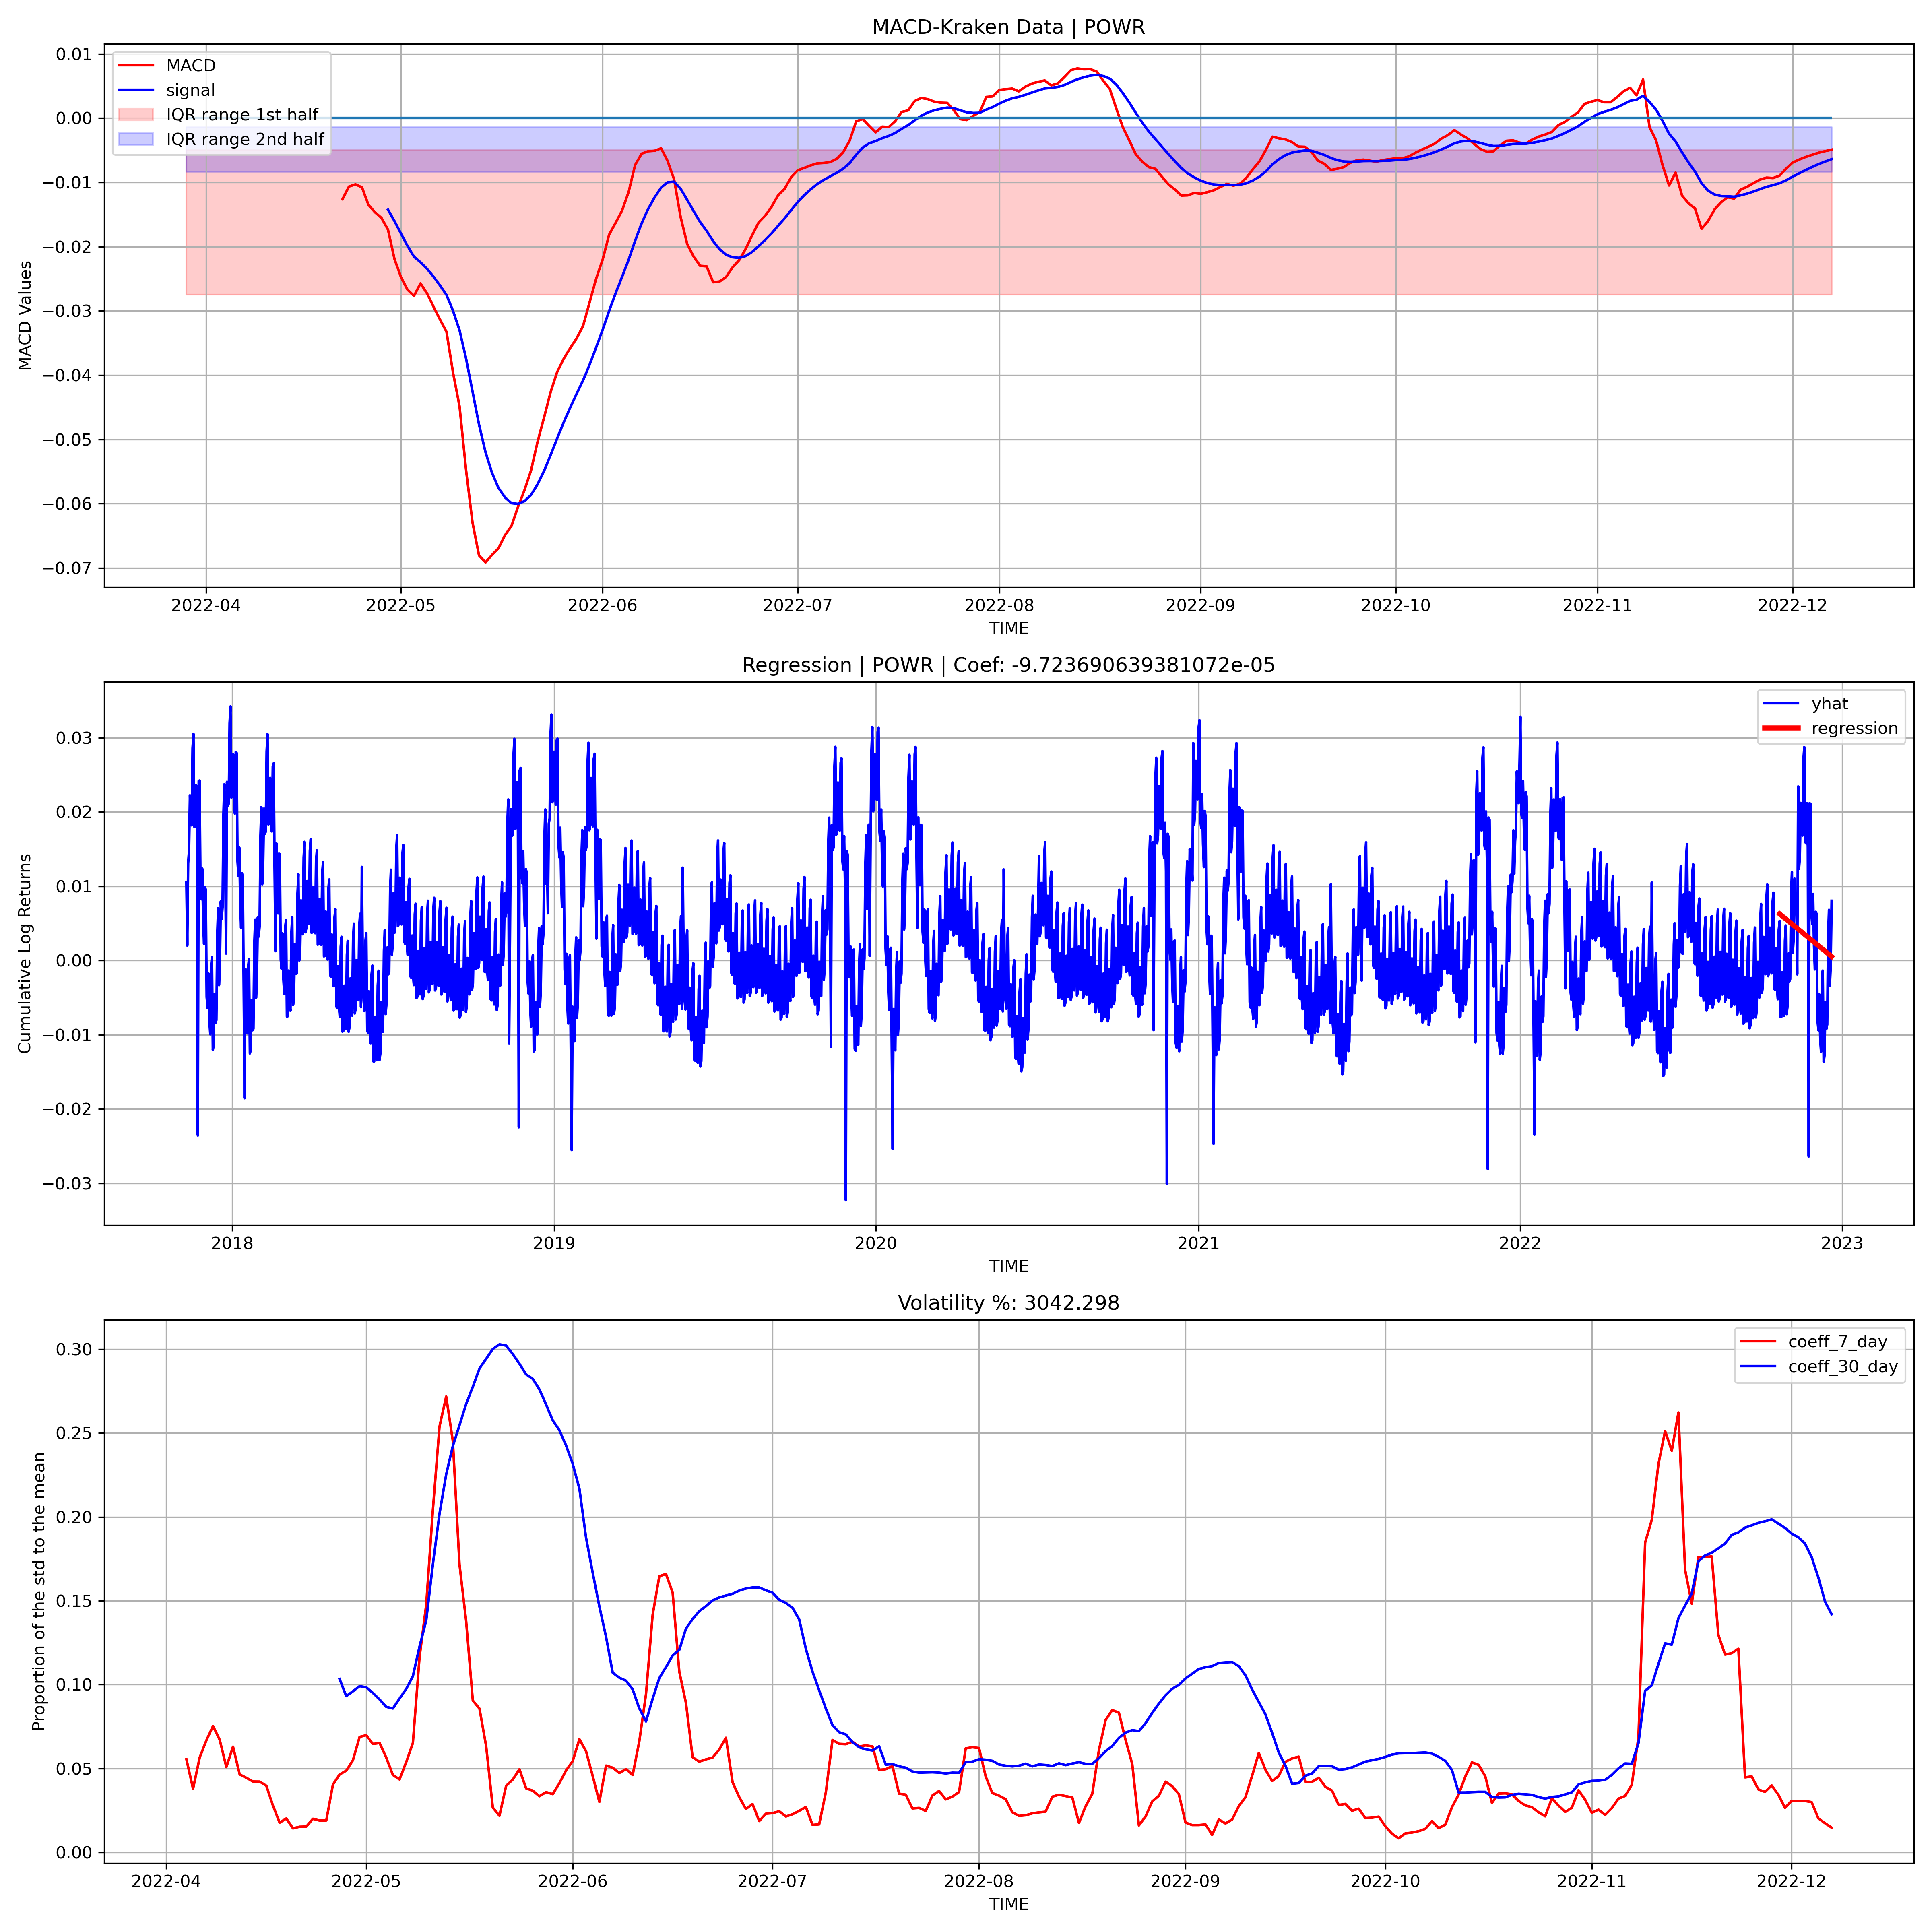 MACD-Kraken Data | POWR
MACD
signal
IQR range 1st half
IQR range 2nd half
0.01
0.00
−0.01
−0.02
−0.03
−0.04
−0.05
−0.06
−0.07
MACD Values
2022-04 2022-05 2022-06 2022-07 2022-08 2022-09 2022-10 2022-11 2022-12
TIME
Regression | POWR | Coef: -9.723690639381072e-05
yhat
regression
0.03
0.02
0.01
0.00
−0.01
−0.02
−0.03
Cumulative Log Returns
2018 2019 2020 2021 2022 2023
TIME
Volatility %: 3042.298
coeff_7_day
coeff_30_day
0.30
0.25
0.20
0.15
0.10
0.05
0.00
Proportion of the std to the mean
2022-04 2022-05 2022-06 2022-07 2022-08 2022-09 2022-10 2022-11 2022-12
TIME